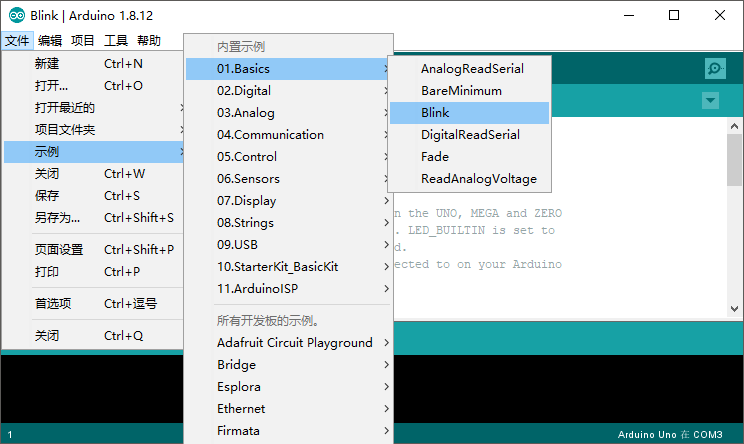 Blink | Arduino 1.8.12
文件 编辑 项目 工具 帮助
新建 Ctrl+N
打开... Ctrl+O
打开最近的
项目文件夹
示例
关闭 Ctrl+W
保存 Ctrl+S
另存为... Ctrl+Shift+S
页面设置 Ctrl+Shift+P
打印 Ctrl+P
首选项 Ctrl+逗号
关闭 Ctrl+Q
内置示例
01.Basics
02.Digital
03.Analog
04.Communication
05.Control
06.Sensors
07.Display
08.Strings
09.USB
10.StarterKit_BasicKit
11.ArduinoISP
所有开发板的示例。
Adafruit Circuit Playground
Bridge
Esplora
Ethernet
Firmata
AnalogReadSerial
BareMinimum
Blink
DigitalReadSerial
Fade
ReadAnalogVoltage
n the UNO, MEGA and ZERO
. LED_BUILTIN is set to
d.
ected to on your Arduino
1
Arduino Uno 在 COM3